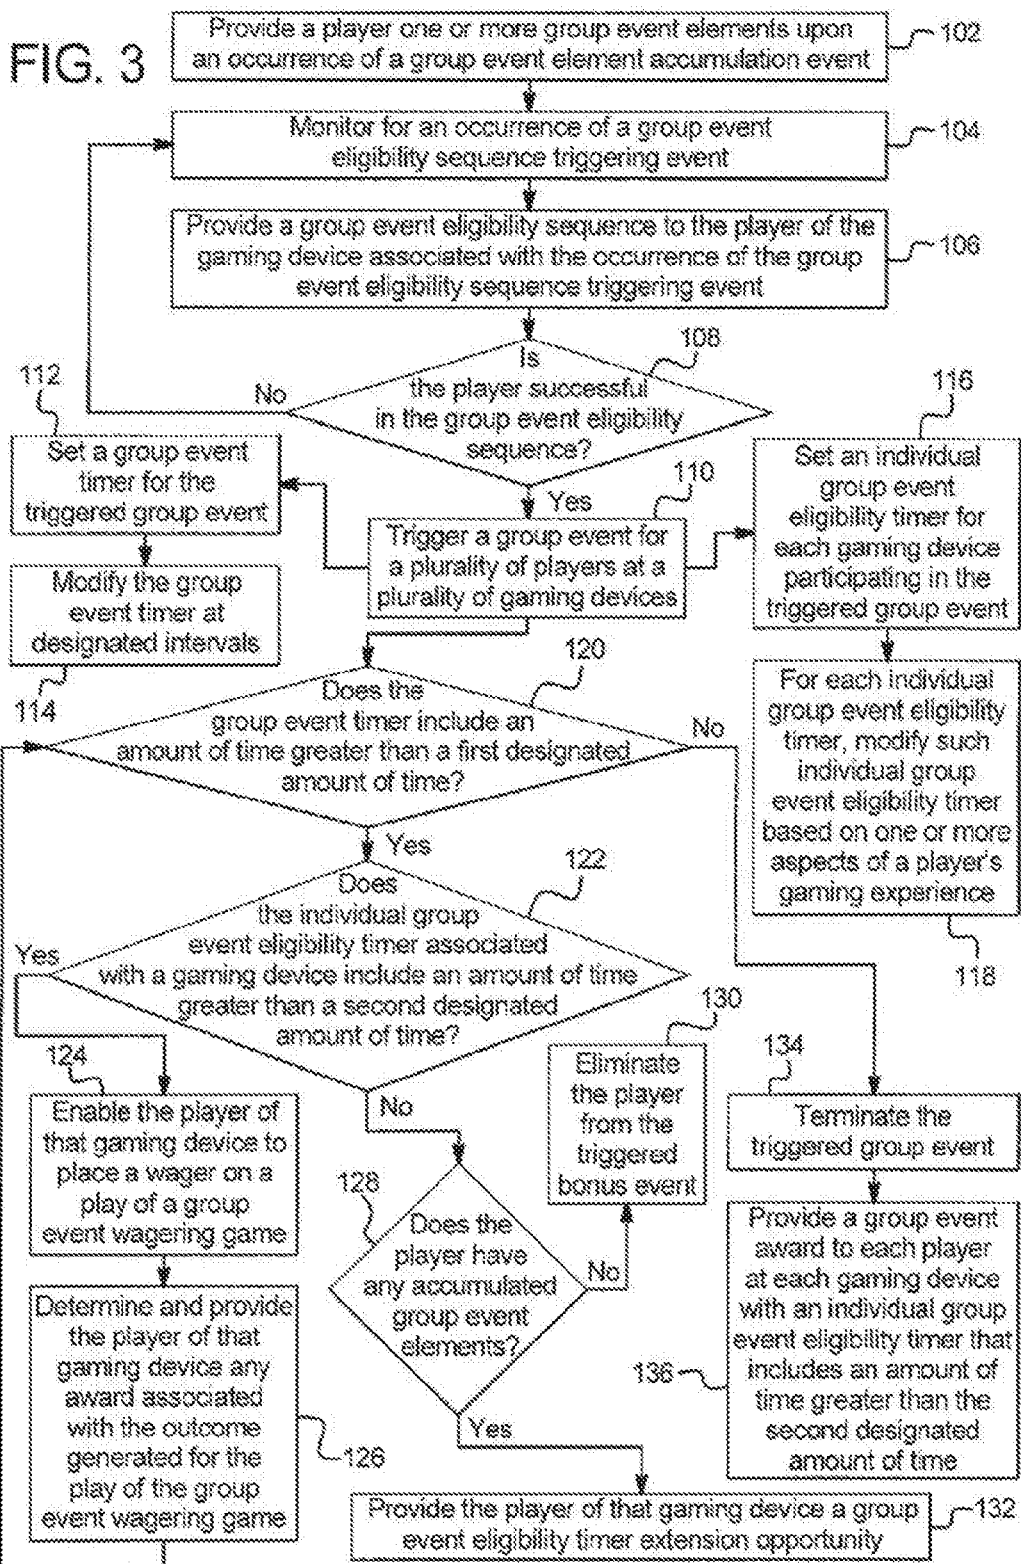 FIG. 3
Provide a player one or more group event elements upon
an occurrence of a group event element accumulation event
102
Monitor for an occurrence of a group event
eligibility sequence triggering event
104
Provide a group event eligibility sequence to the player of the
gaming device associated with the occurrence of the group
event eligibility sequence triggering event
106
Is
the player successful
in the group event eligibility
sequence?
108
No
Yes
112
Set a group event
timer for the
triggered group event
110
Trigger a group event for
a plurality of players at a
plurality of gaming devices
116
Set an individual
group event
eligibility timer for
each gaming device
participating in the
triggered group event
Modify the group
event timer at
designated intervals
114
120
Does the
group event timer include an
amount of time greater than a first designated
amount of time?
No
Yes
For each individual
group event eligibility
timer, modify such
individual group
event eligibility timer
based on one or more
aspects of a player's
gaming experience
118
122
Does
the individual group
event eligibility timer associated
with a gaming device include an amount of time
greater than a second designated
amount of time?
Yes
No
124
Enable the player of
that gaming device to
place a wager on a
play of a group
event wagering game
130
Eliminate
the player
from the
triggered
bonus event
134
Terminate the
triggered group event
128
Does the
player have
any accumulated
group event
elements?
No
Yes
Determine and provide
the player of that
gaming device any
award associated
with the outcome
generated for the
play of the group
event wagering game
126
Provide a group event
award to each player
at each gaming device
with an individual group
event eligibility timer that
includes an amount of
time greater than the
second designated
amount of time
136
Provide the player of that gaming device a group
event eligibility timer extension opportunity
132